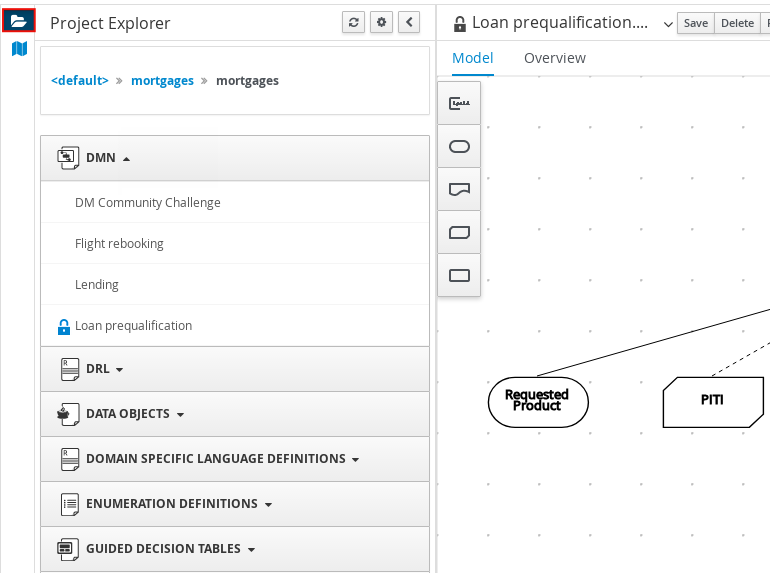 Project Explorer
<default> » mortgages » mortgages
DMN
DM Community Challenge
Flight rebooking
Lending
Loan prequalification
DRL
DATA OBJECTS
DOMAIN SPECIFIC LANGUAGE DEFINITIONS
ENUMERATION DEFINITIONS
GUIDED DECISION TABLES
Loan prequalification....
Save
Delete
Model
Overview
Requested
Product
PITI